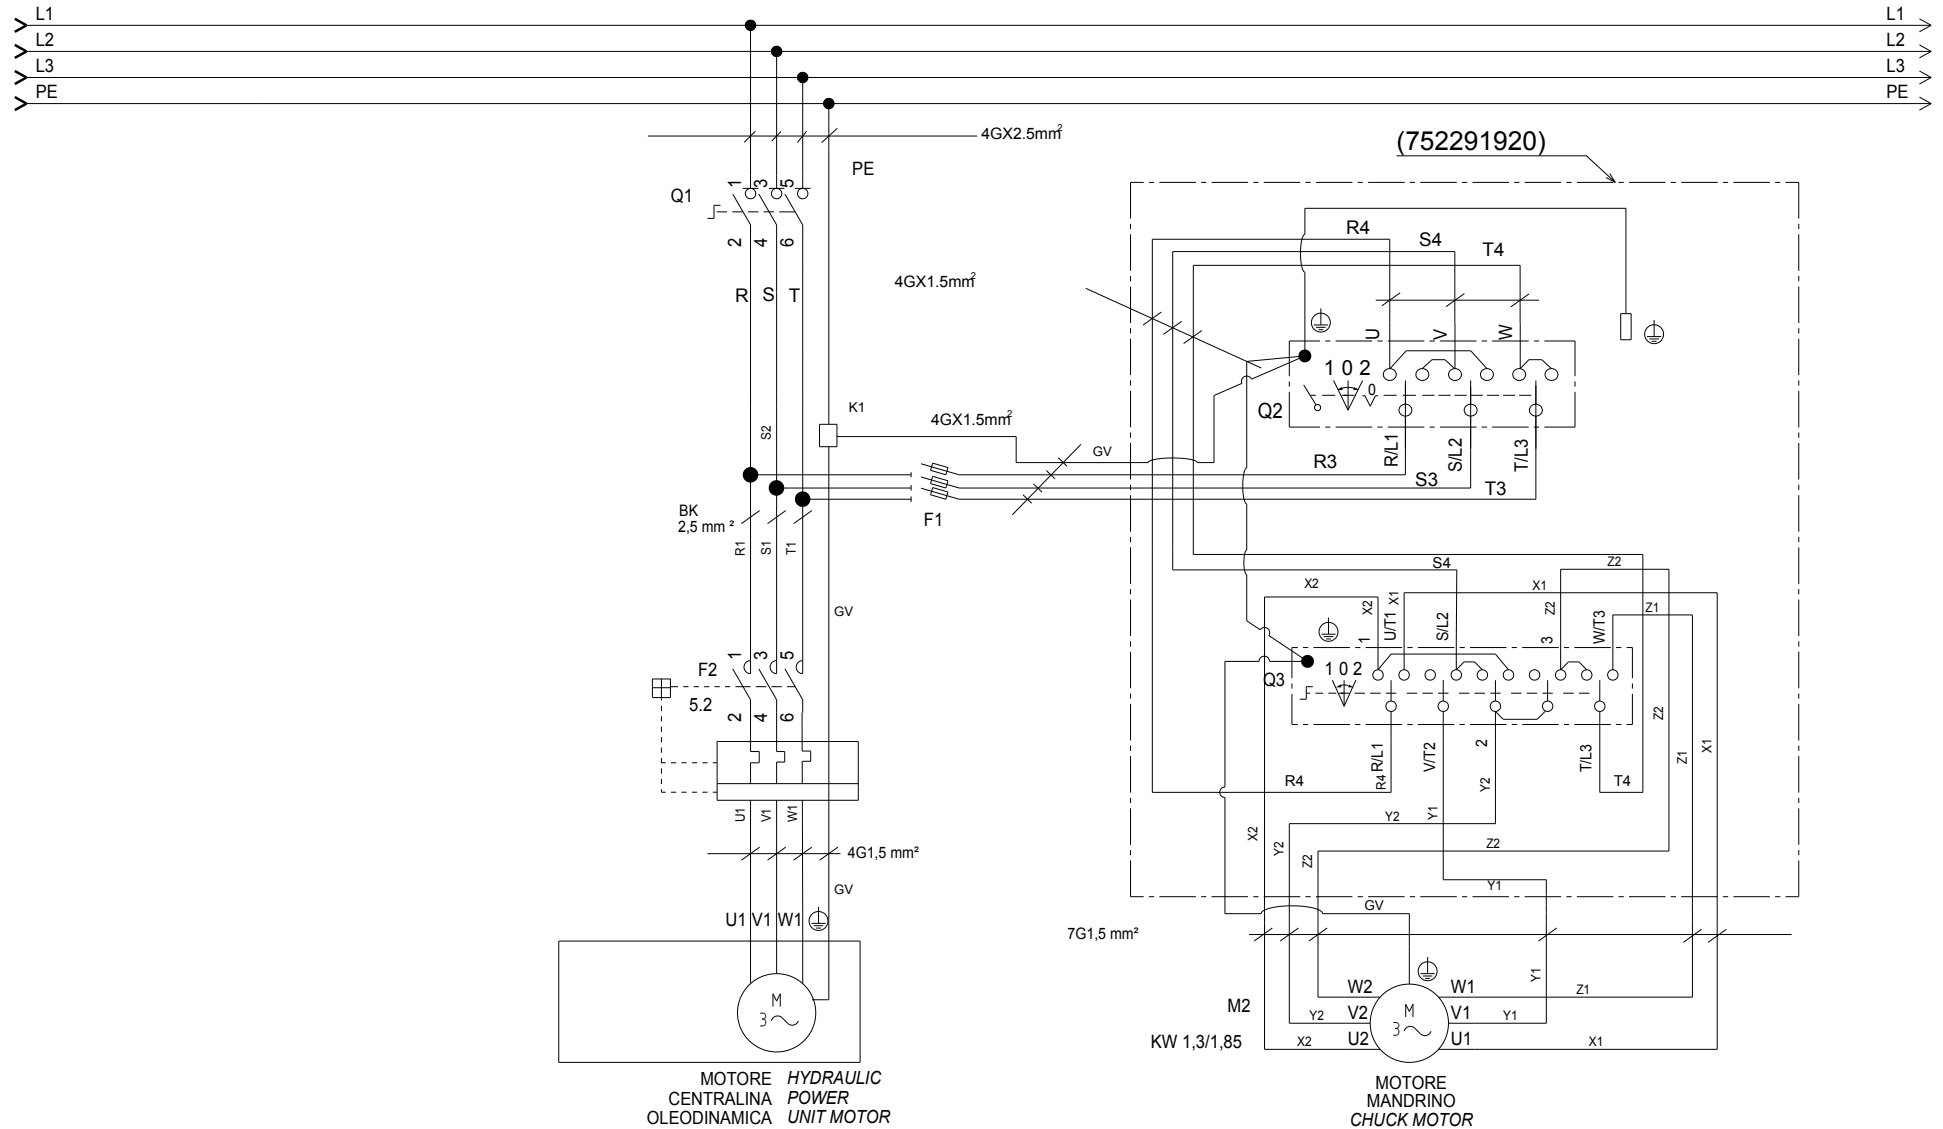 L1 L1
L2 L2
L3 L3
PE PE
4GX2.5mm²
(752291920)
PE
Q1
1 3 5
2 4 6
R S T
R4
S4
T4
4GX1.5mm²
U V W
1 0 2
0
Q2
K1
4GX1.5mm²
S2
GV
R/L1 S/L2 T/L3
R3
S3
T3
F1
BK
2,5 mm ²
R1 S1 T1
S4
Z2
X2
X1
GV
X2 X1 Z2 Z1
1 U/T1 S/L2 3 W/T3
F2
1 3 5
5.2
2 4 6
1 0 2
Q3
Z2
Z1
X1
R/L1 V/T2 2 T/L3
R4
R4
Y2
T4
U1 V1 W1
Y2
Y1
X2
Y2
Z2
Z2
4G1,5 mm²
Y1
GV
GV
U1 V1 W1
7G1,5 mm²
Y1
M
3
M2
KW 1,3/1,85
W2 W1 Z1
Y2 V2 V1 Y1
X2 U2 U1 X1
M
3
MOTORE HYDRAULIC
CENTRALINA POWER
OLEODINAMICA UNIT MOTOR
MOTORE
MANDRINO
CHUCK MOTOR